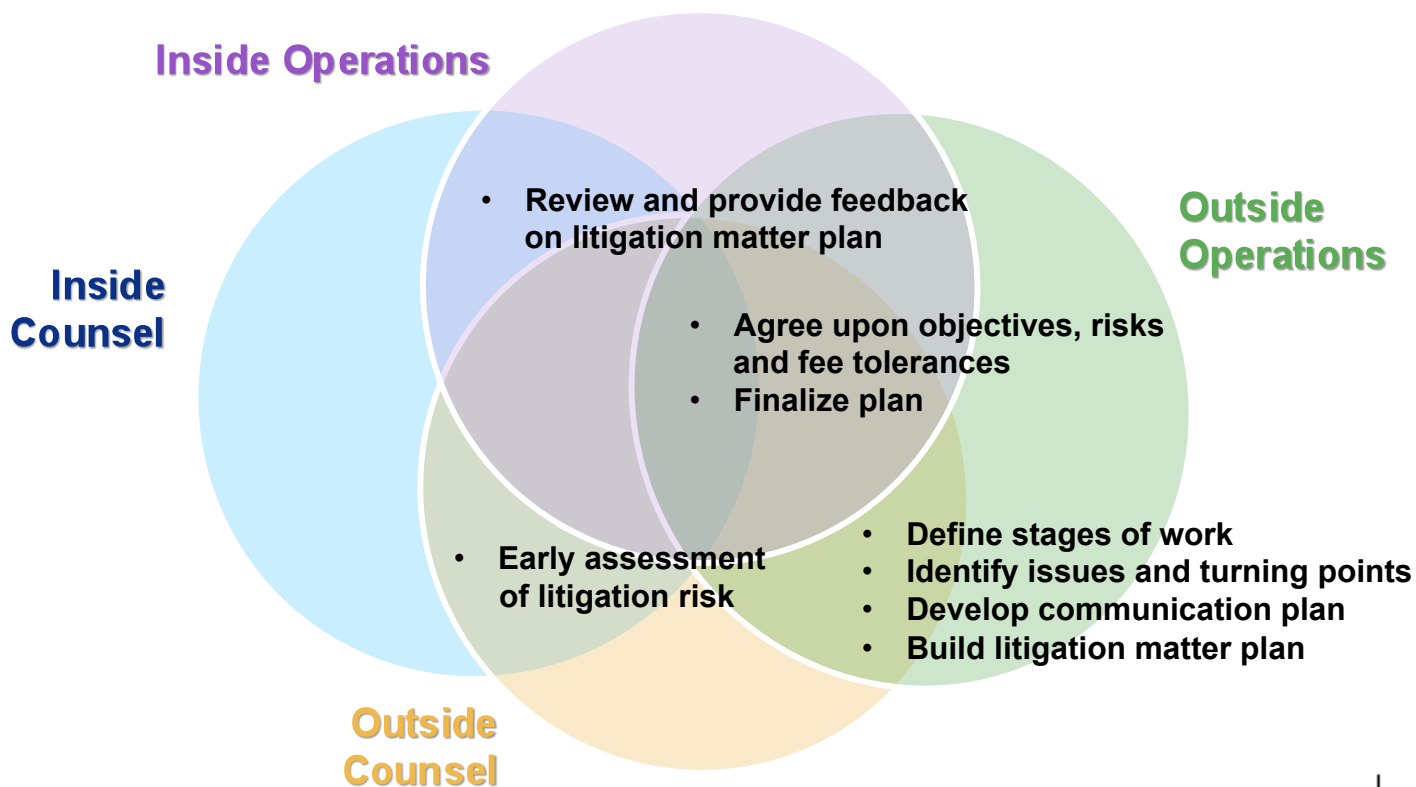 Inside Operations
• Review and provide feedback
on litigation matter plan
Outside
Operations
Inside
Counsel
• Agree upon objectives, risks
and fee tolerances
• Finalize plan
• Early assessment
of litigation risk
• Define stages of work
• Identify issues and turning points
• Develop communication plan
• Build litigation matter plan
Outside
Counsel